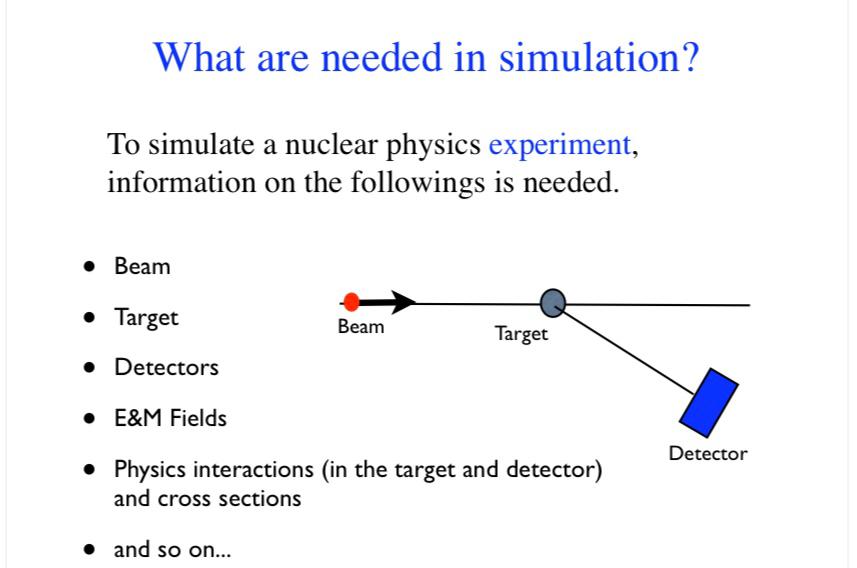 What are needed in simulation?
To simulate a nuclear physics experiment,
information on the followings is needed.
• Beam
• Target
• Detectors
• E&M Fields
• Physics interactions (in the target and detector)
and cross sections
• and so on...
Beam
Target
Detector